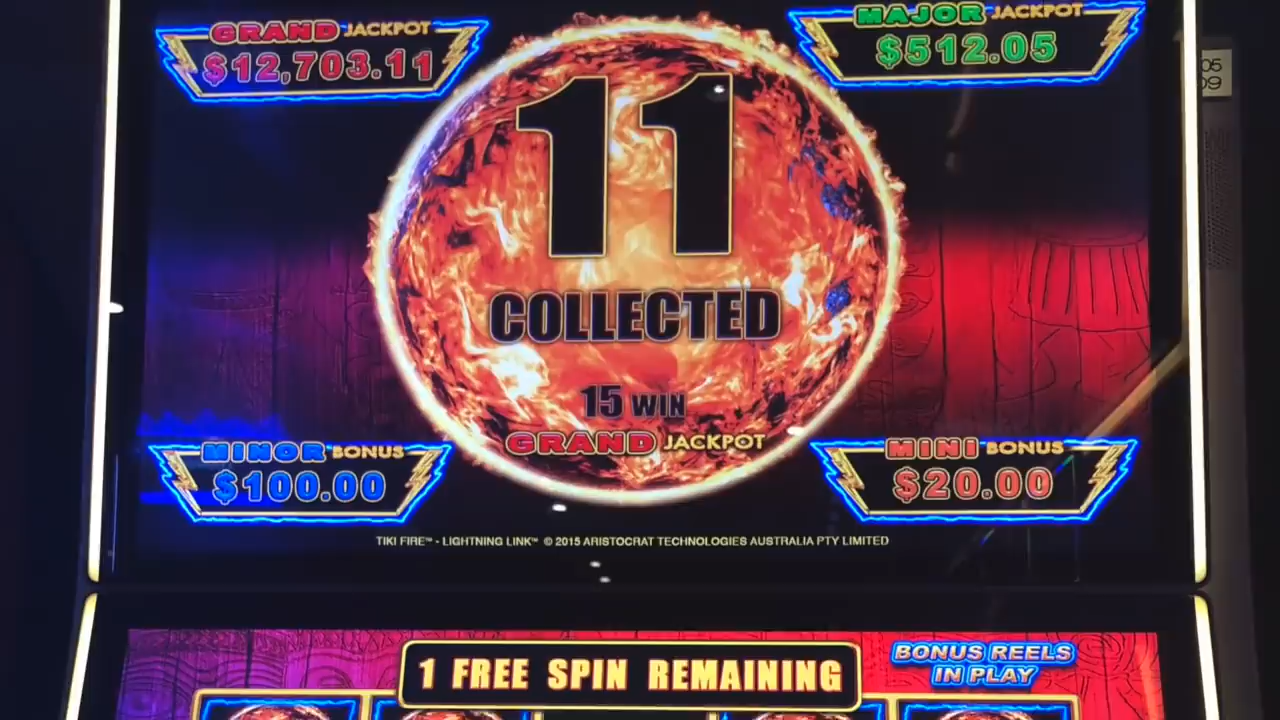 GRAND JACKPOT
$12,703.11
MAJOR JACKPOT
$512.05
05
09
11
COLLECTED
15 WIN
GRAND JACKPOT
MINOR BONUS
$100.00
MINI BONUS
$20.00
TIKI FIRE™ - LIGHTNING LINK™ © 2015 ARISTOCRAT TECHNOLOGIES AUSTRALIA PTY LIMITED
1 FREE SPIN REMAINING
BONUS REELS
IN PLAY